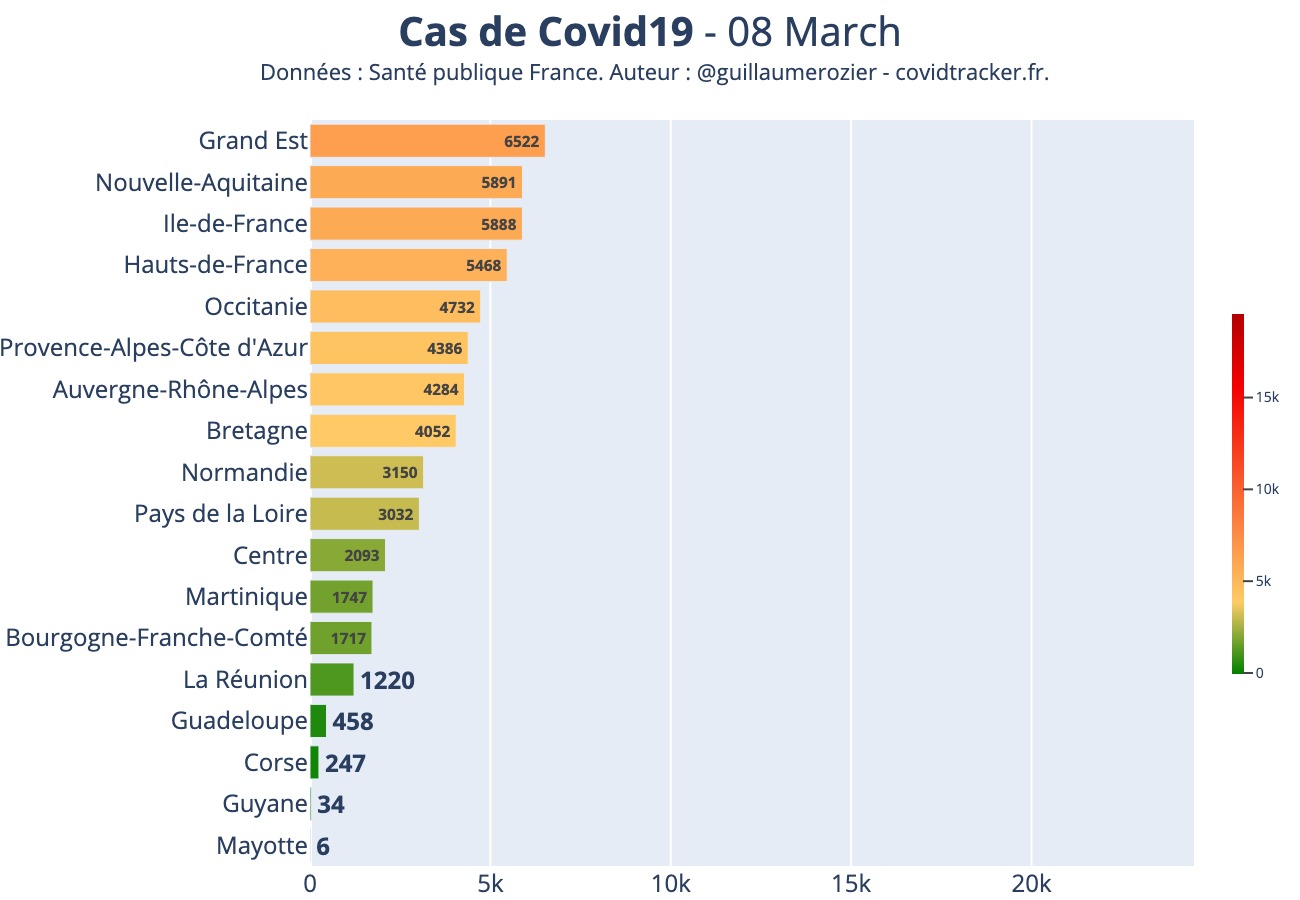 Cas de Covid19 - 08 March
Données : Santé publique France. Auteur : @guillaumerozier - covidtracker.fr.
Grand Est 6522
Nouvelle-Aquitaine 5891
Ile-de-France 5888
Hauts-de-France 5468
Occitanie 4732
Provence-Alpes-Côte d'Azur 4386
Auvergne-Rhône-Alpes 4284
Bretagne 4052
Normandie 3150
Pays de la Loire 3032
Centre 2093
Martinique 1747
Bourgogne-Franche-Comté 1717
La Réunion 1220
Guadeloupe 458
Corse 247
Guyane 34
Mayotte 6
0 5k 10k 15k 20k
15k
10k
5k
0